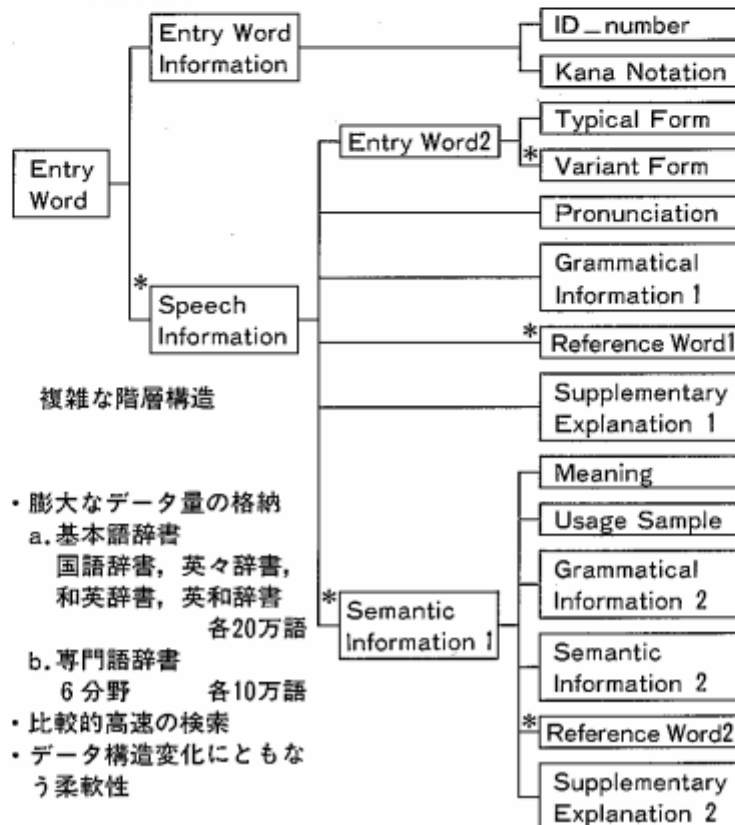 ID_number
Entry Word
Information
Kana Notation
Typical Form
Entry Word2
* Variant Form
Entry
Word
Pronunciation
Grammatical
Information 1
* Speech
Information
* Reference Word1
複雑な階層構造
Supplementary
Explanation 1
Meaning
・膨大なデータ量の格納
Usage Sample
a.基本語辞書
国語辞書，英々辞書，
和英辞書，英和辞書
各20万語
Grammatical
Information 2
* Semantic
Information 1
b.専門語辞書
6分野 各10万語
Semantic
Information 2
・比較的高速の検索
* Reference Word2
・データ構造変化にともな
う柔軟性
Supplementary
Explanation 2